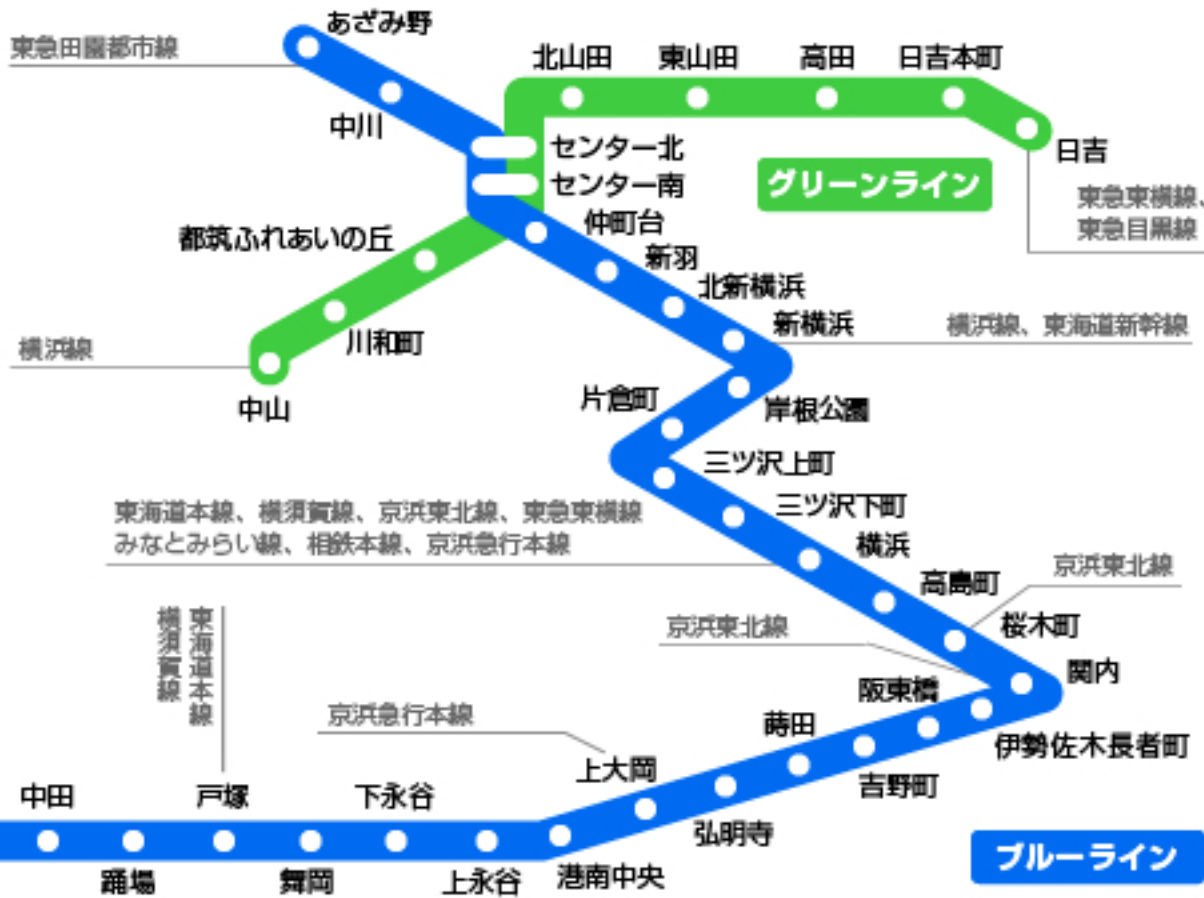 あざみ野
東急田園都市線
中川
北山田
東山田
高田
日吉本町
日吉
センター北
センター南
グリーンライン
東急東横線、
東急目黒線
都筑ふれあいの丘
川和町
横浜線
中山
仲町台
新羽
北新横浜
新横浜
横浜線、東海道新幹線
片倉町
岸根公園
三ツ沢上町
三ツ沢下町
東海道本線、横須賀線、京浜東北線、東急東横線
みなとみらい線、相鉄本線、京浜急行本線
横浜
高島町
京浜東北線
桜木町
京浜東北線
関内
阪東橋
伊勢佐木長者町
蒔田
吉野町
京浜急行本線
上大岡
弘明寺
東海道本線
横須賀線
中田
戸塚
下永谷
踊場
舞岡
上永谷
港南中央
ブルーライン